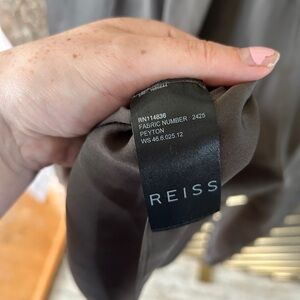 RN114836
FABRIC NUMBER : 2425
PEYTON
WS 46.6.025.12
REISS